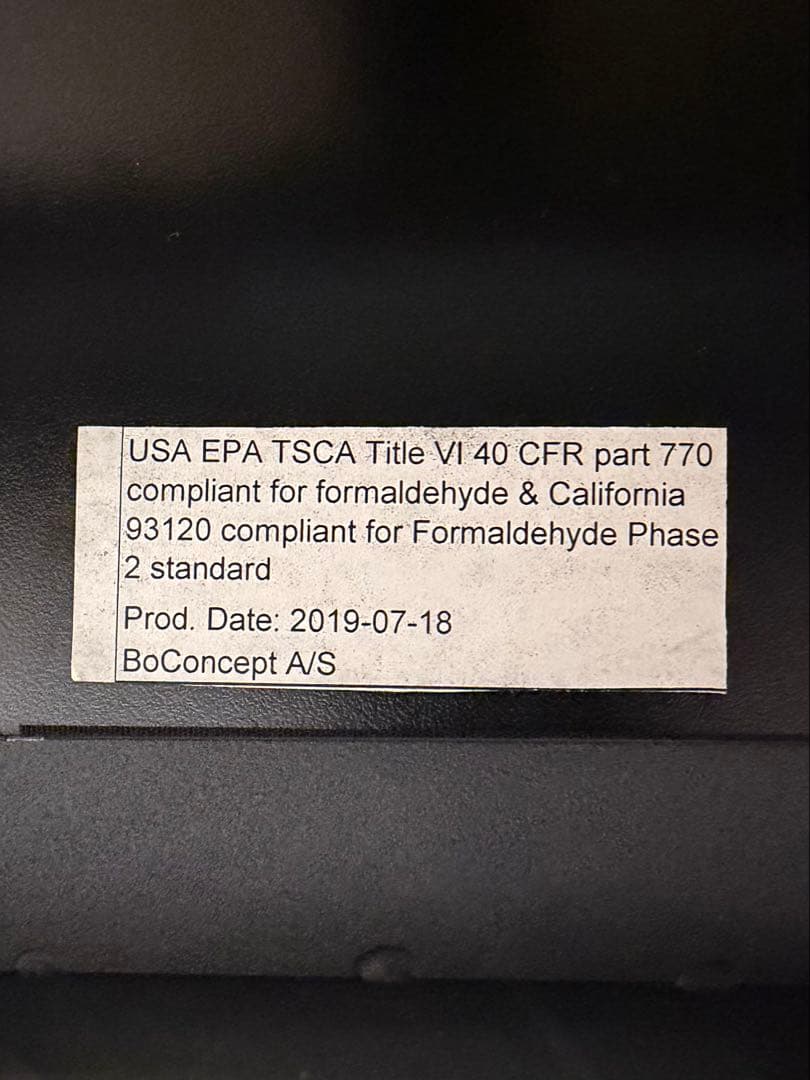 USA EPA TSCA Title VI 40 CFR part 770
compliant for formaldehyde & California
93120 compliant for Formaldehyde Phase
2 standard
Prod. Date: 2019-07-18
BoConcept A/S